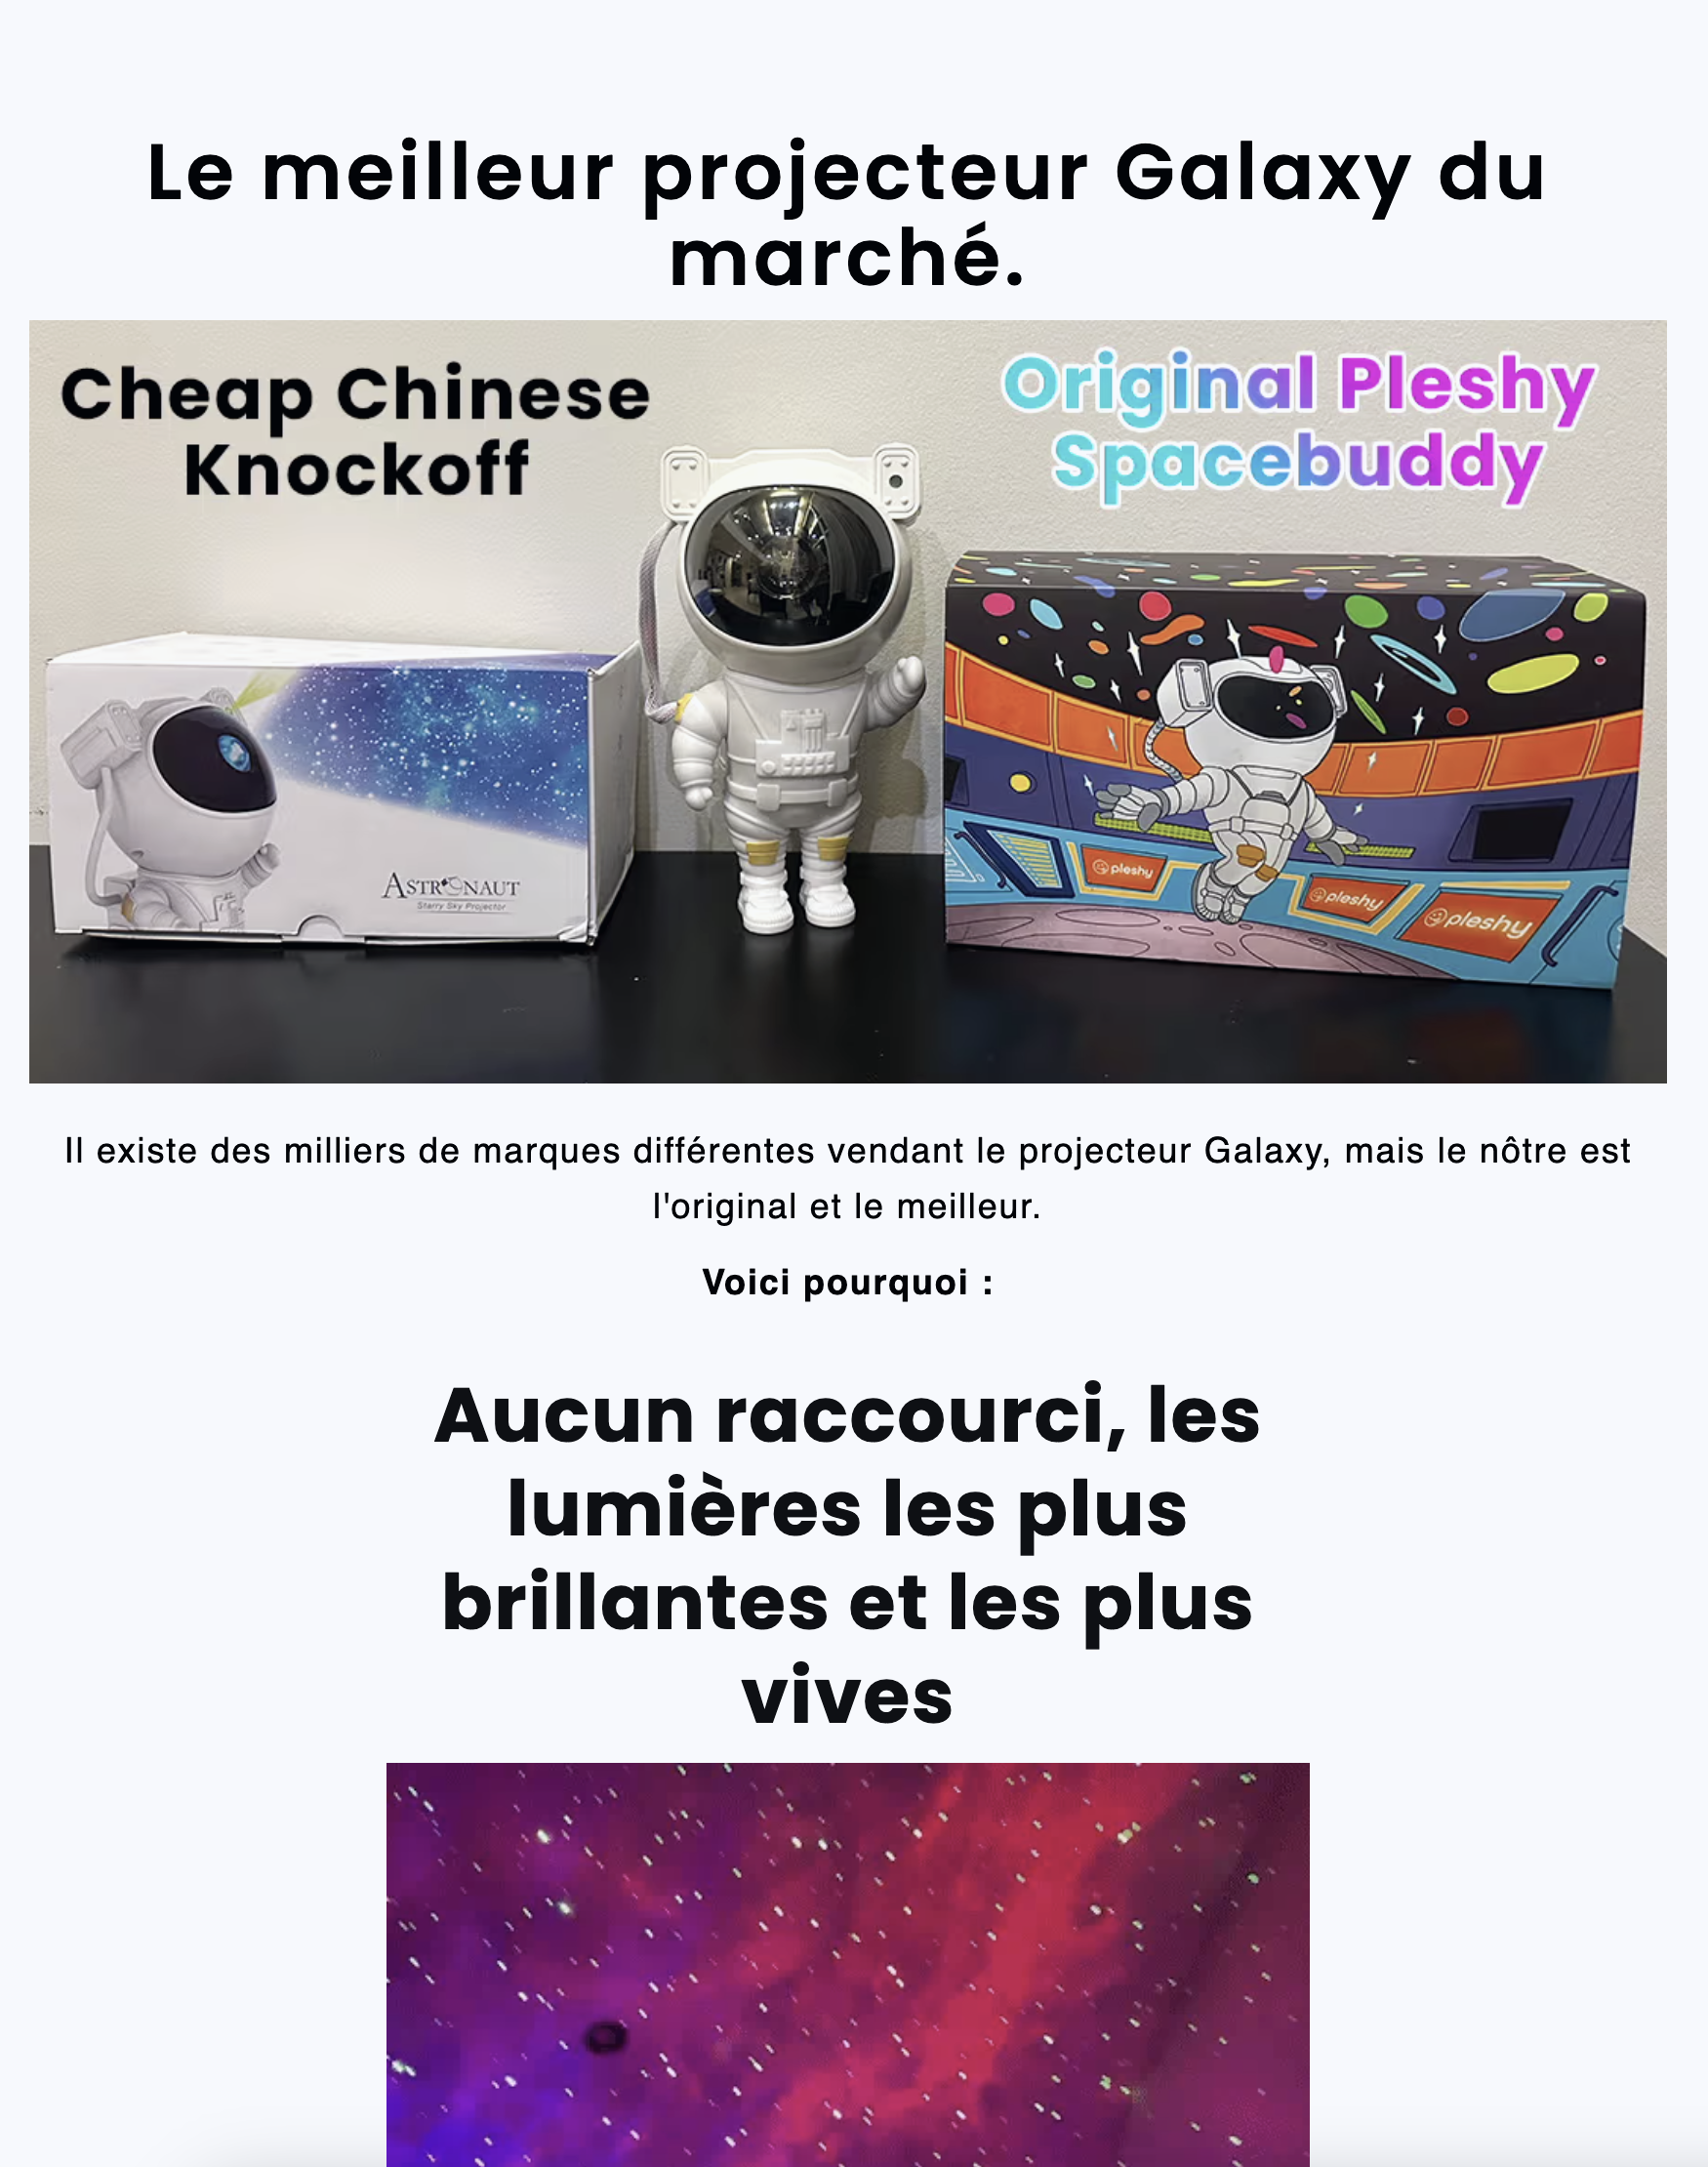 Le meilleur projecteur Galaxy du
marché.
Cheap Chinese
Knockoff
Original Pleshy
Spacebuddy
ASTRONAUT
Starry Sky Projector
pleshy
pleshy
pleshy
Il existe des milliers de marques différentes vendant le projecteur Galaxy, mais le nôtre est
l'original et le meilleur.
Voici pourquoi :
Aucun raccourci, les
lumières les plus
brillantes et les plus
vives